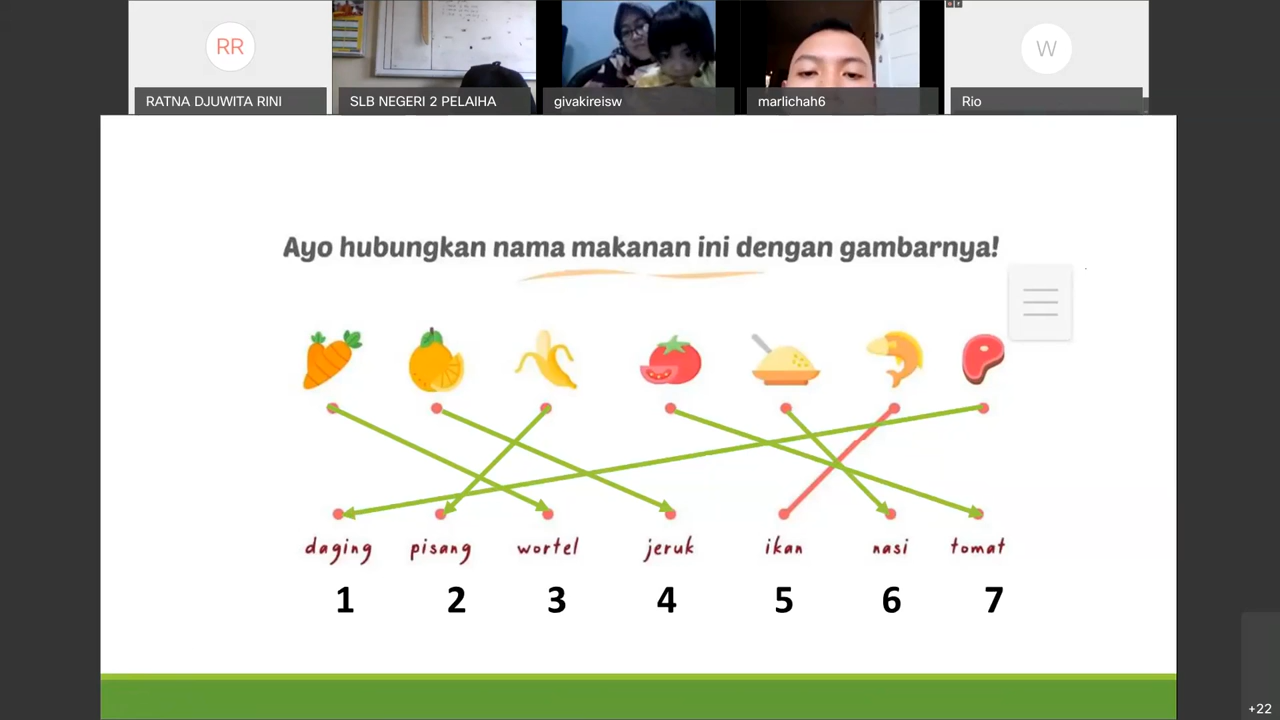 RR
W
RATNA DJUWITA RINI
SLB NEGERI 2 PELAIHA
givakireisw
marlichah6
Rio
Ayo hubungkan nama makanan ini dengan gambarnya!
daging pisang wortel jeruk ikan nasi tomat
1 2 3 4 5 6 7
+22